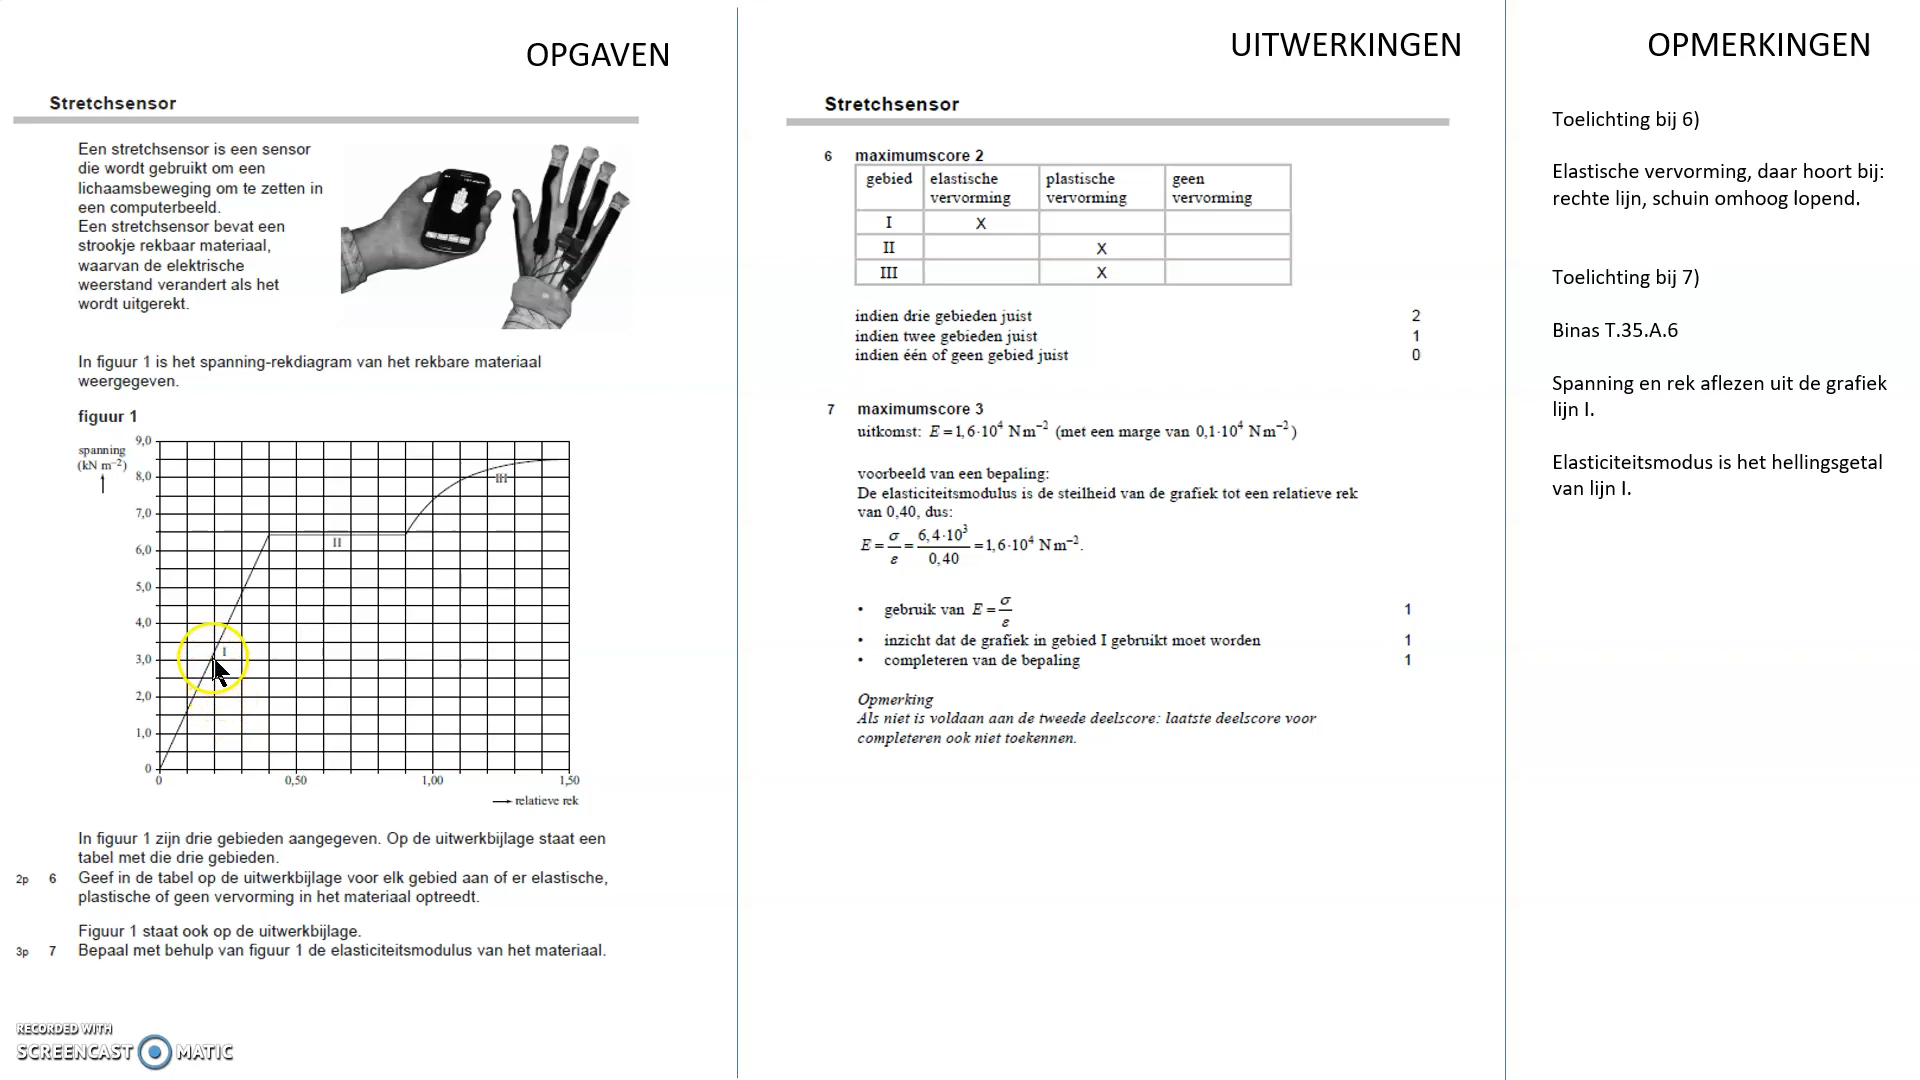 OPGAVEN
Stretchsensor
Een stretchsensor is een sensor
die wordt gebruikt om een
lichaamsbeweging om te zetten in
een computerbeeld.
Een stretchsensor bevat een
strookje rekbaar materiaal,
waarvan de elektrische
weerstand verandert als het
wordt uitgerekt.
In figuur 1 is het spanning-rekdiagram van het rekbare materiaal
weergegeven.
figuur 1
spanning
(kN m⁻²)
9,0
8,0
7,0
6,0
5,0
4,0
3,0
2,0
1,0
0
III
II
I
0 0,50 1,00 1,50
relatieve rek
In figuur 1 zijn drie gebieden aangegeven. Op de uitwerkbijlage staat een
tabel met die drie gebieden.
2p 6 Geef in de tabel op de uitwerkbijlage voor elk gebied aan of er elastische,
plastische of geen vervorming in het materiaal optreedt.
Figuur 1 staat ook op de uitwerkbijlage.
3p 7 Bepaal met behulp van figuur 1 de elasticiteitsmodulus van het materiaal.
RECORDED WITH
SCREENCAST MATIC
UITWERKINGEN
Stretchsensor
6 maximumscore 2
gebied elastische vervorming plastische vervorming geen vervorming
I X
II X
III X
indien drie gebieden juist 2
indien twee gebieden juist 1
indien één of geen gebied juist 0
7 maximumscore 3
uitkomst: E = 1,6·10⁴ N m⁻² (met een marge van 0,1·10⁴ N m⁻²)
voorbeeld van een bepaling:
De elasticiteitsmodulus is de steilheid van de grafiek tot een relatieve rek
van 0,40, dus:
E = σ/ε = 6,4·10³/0,40 = 1,6·10⁴ N m⁻².
• gebruik van E = σ/ε 1
• inzicht dat de grafiek in gebied I gebruikt moet worden 1
• completeren van de bepaling 1
Opmerking
Als niet is voldaan aan de tweede deelscore: laatste deelscore voor
completeren ook niet toekennen.
OPMERKINGEN
Toelichting bij 6)
Elastische vervorming, daar hoort bij:
rechte lijn, schuin omhoog lopend.
Toelichting bij 7)
Binas T.35.A.6
Spanning en rek aflezen uit de grafiek
lijn I.
Elasticiteitsmodus is het hellingsgetal
van lijn I.